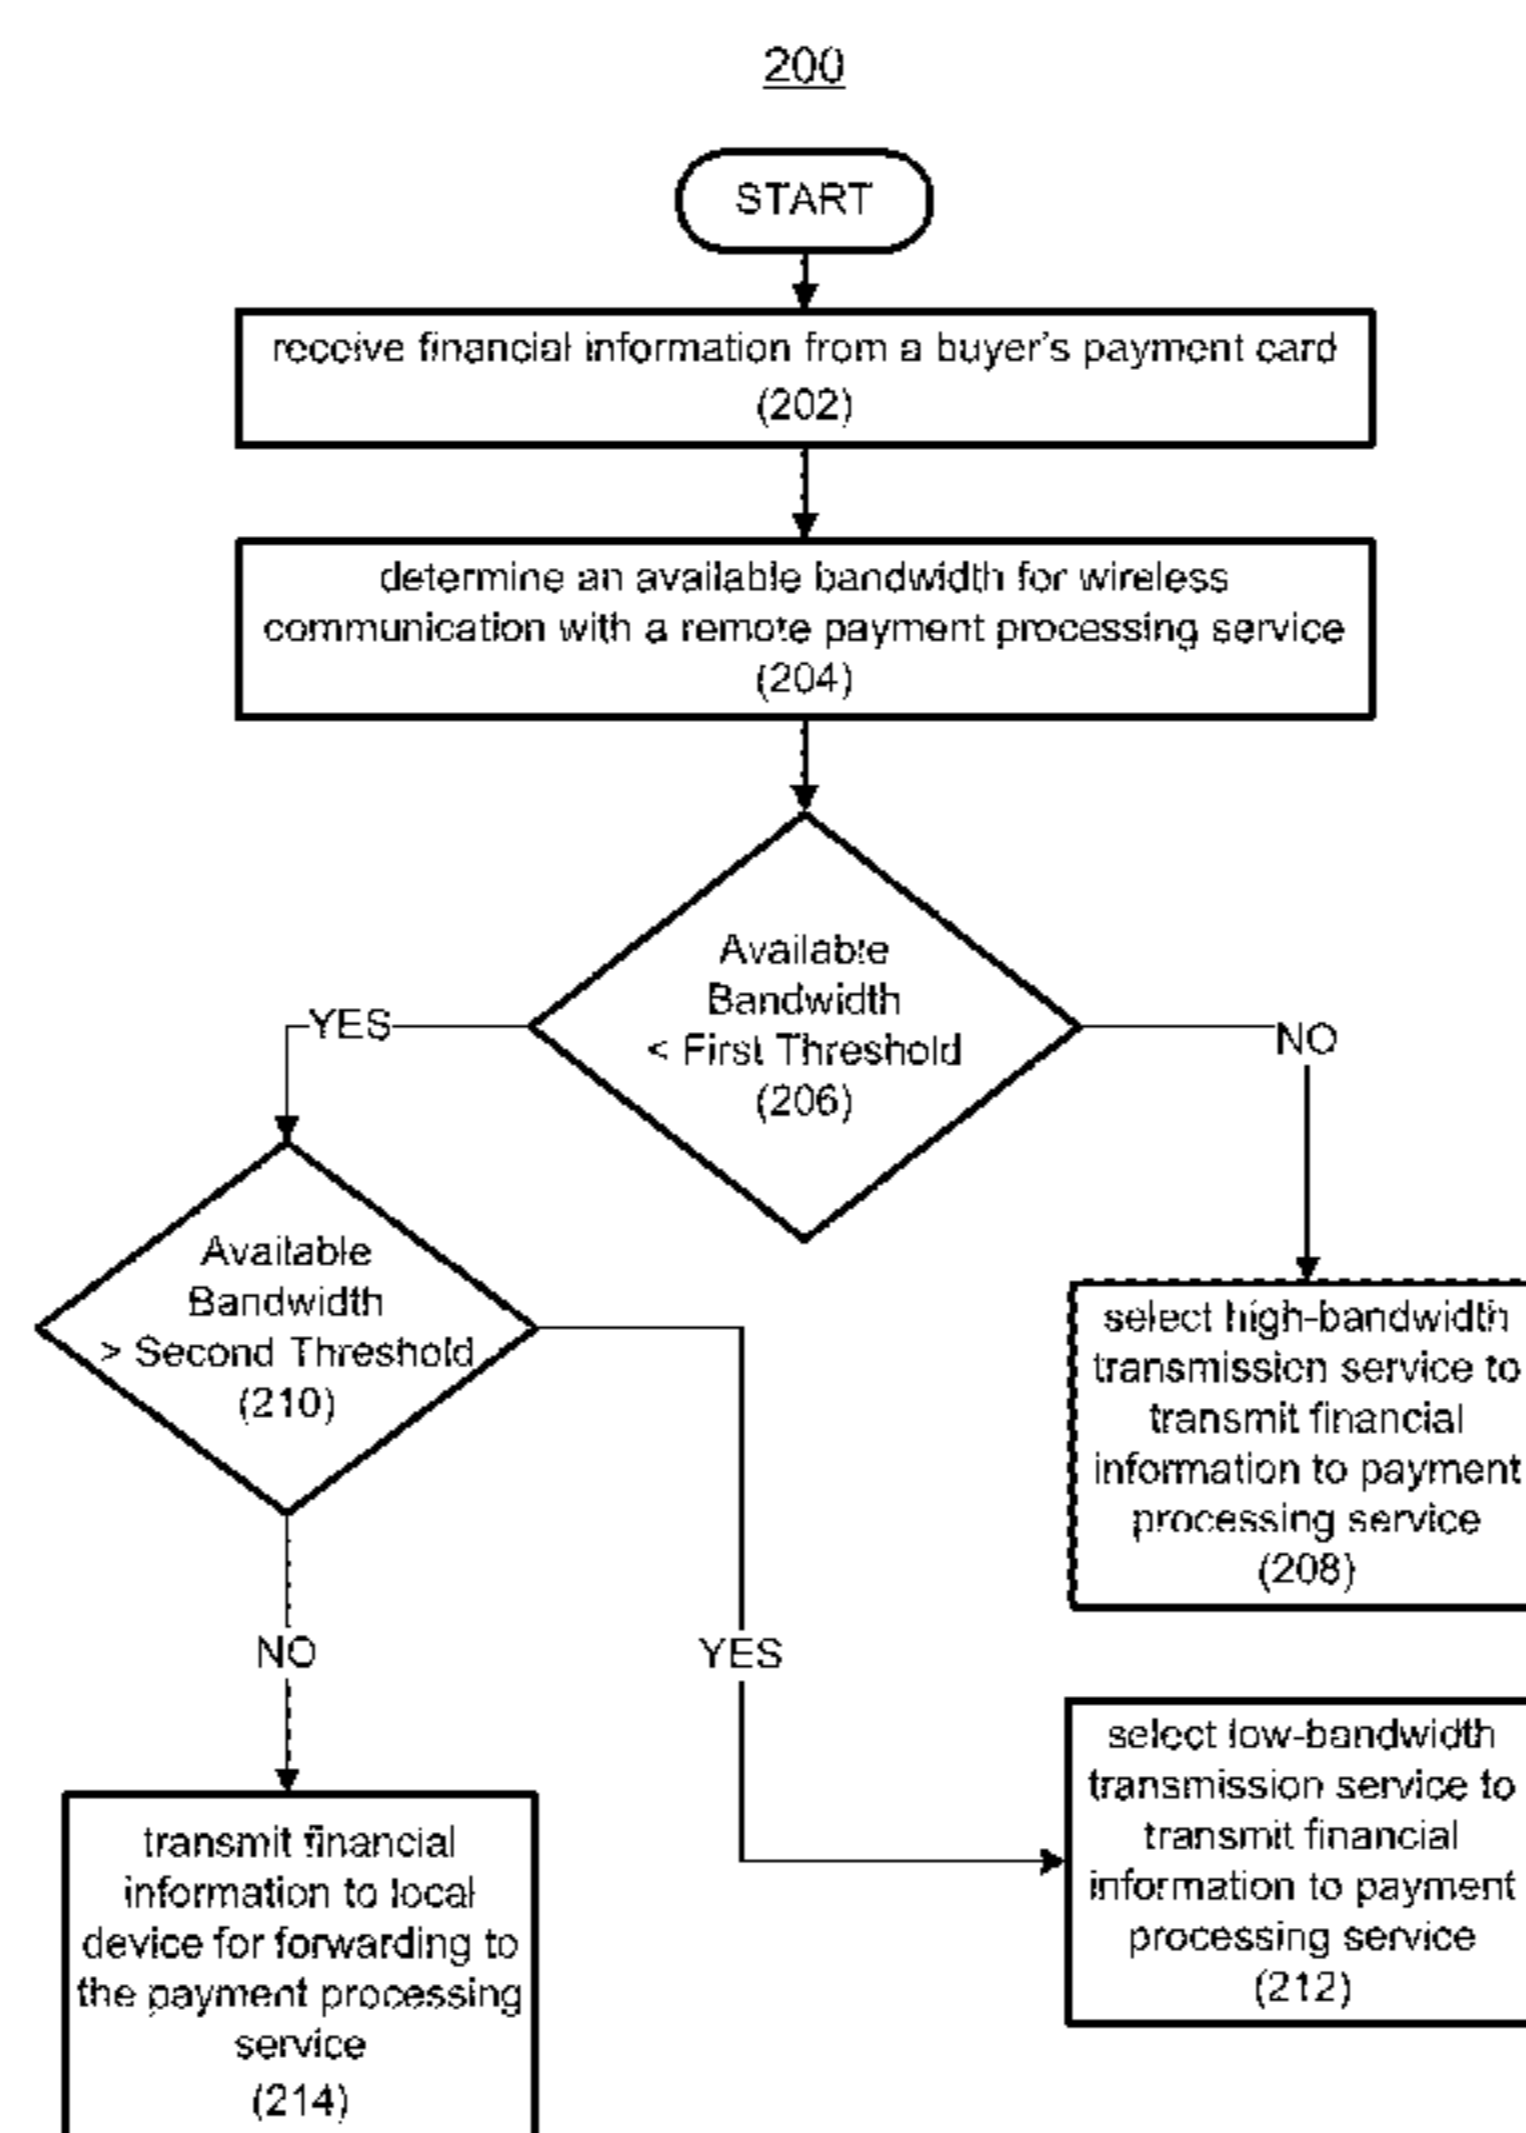 200
START
receive financial information from a buyer's payment card
(202)
determine an available bandwidth for wireless
communication with a remote payment processing service
(204)
Available
Bandwidth
< First Threshold
(206)
YES
NO
Available
Bandwidth
> Second Threshold
(210)
select high-bandwidth
transmission service to
transmit financial
information to payment
processing service
(208)
NO
YES
select low-bandwidth
transmission service to
transmit financial
information to payment
processing service
(212)
transmit financial
information to local
device for forwarding to
the payment processing
service
(214)